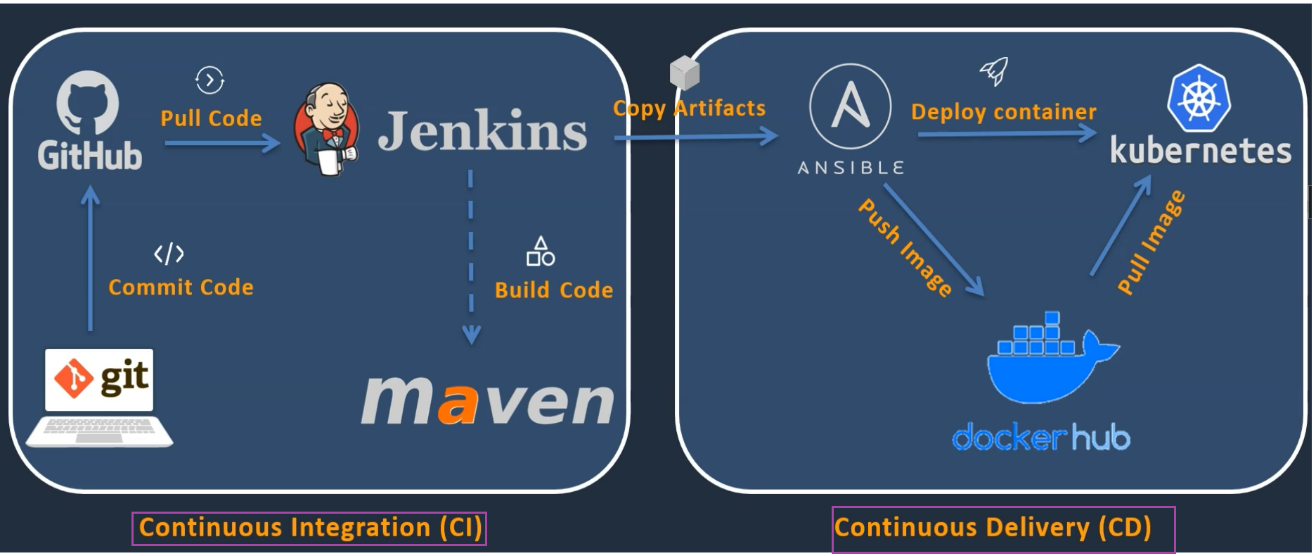 GitHub
Pull Code
Jenkins
Commit Code
git
Build Code
maven
Copy Artifacts
ANSIBLE
Deploy container
kubernetes
Push Image
Pull Image
docker hub
Continuous Integration (CI)
Continuous Delivery (CD)